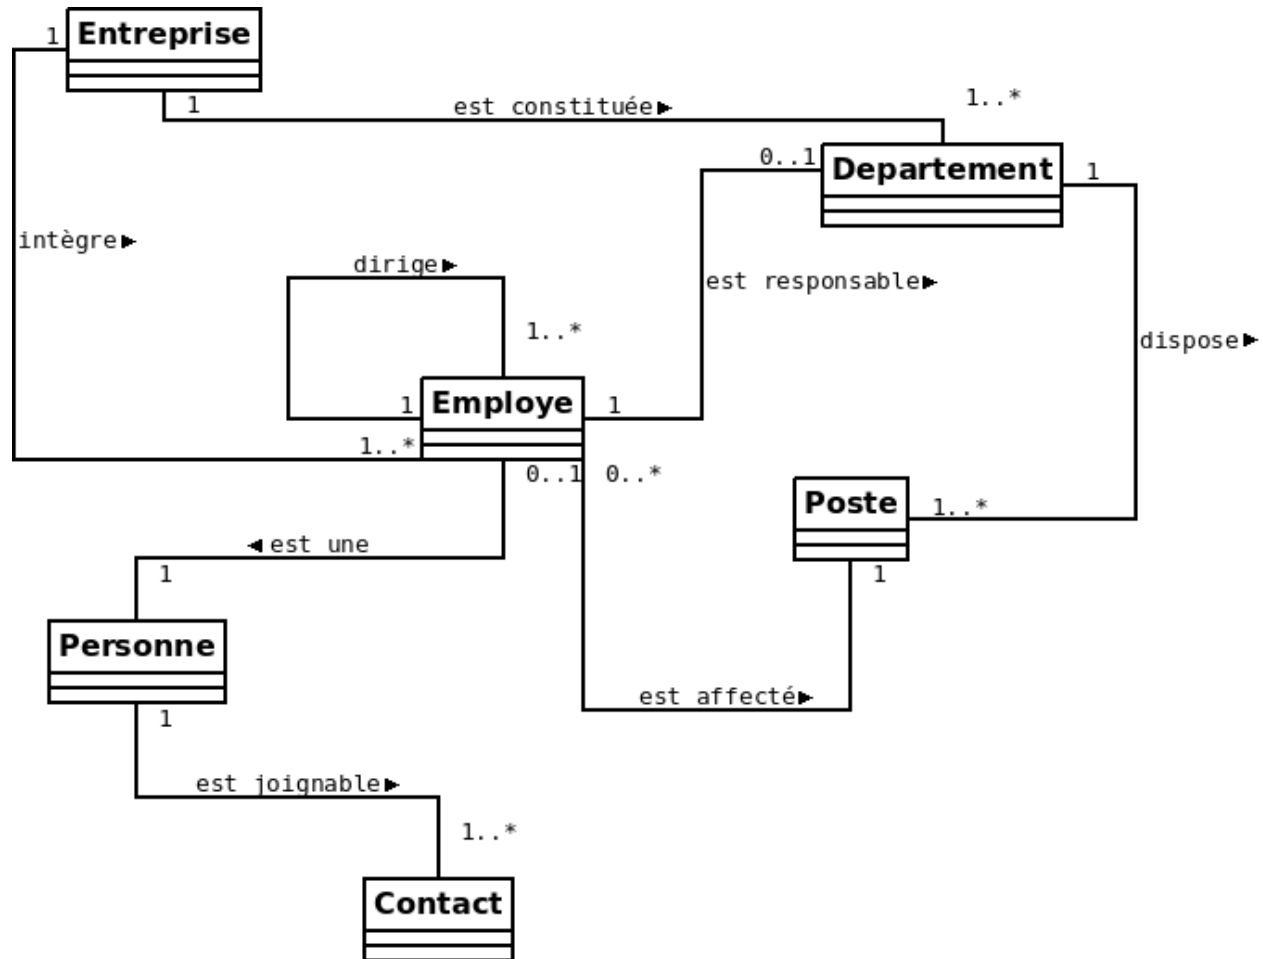 1
Entreprise
1
est constituée►
1..*
0..1
Departement
1
intègre►
dirige►
est responsable►
1..*
dispose►
1
Employe
1
1..*
0..1
0..*
Poste
1..*
◄est une
1
1
Personne
est affecté►
1
est joignable►
1..*
Contact